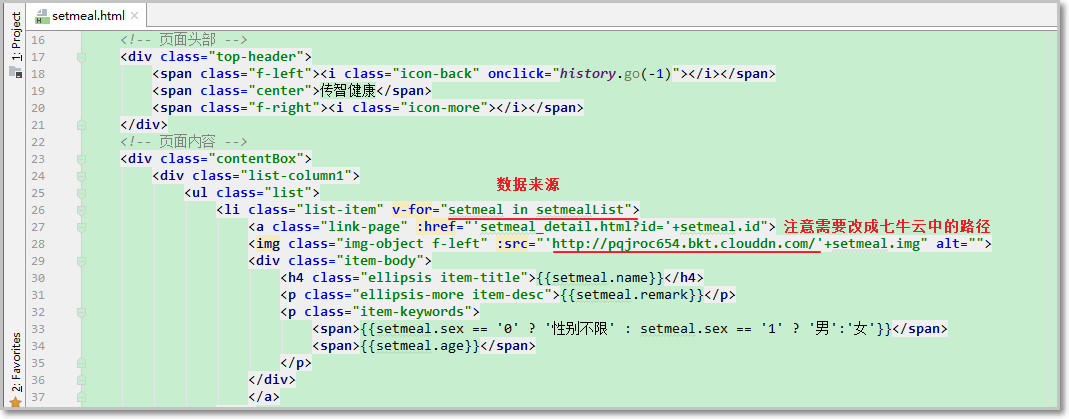 setmeal.html
1: Project
2: Favorites
16 <!-- 页面头部 -->
17 <div class="top-header">
18 <span class="f-left"><i class="icon-back" onclick="history.go(-1)"></i></span>
19 <span class="center">传智健康</span>
20 <span class="f-right"><i class="icon-more"></i></span>
21 </div>
22 <!-- 页面内容 -->
23 <div class="contentBox">
24 <div class="list-column1">
25 <ul class="list">
数据来源
26 <li class="list-item" v-for="setmeal in setmealList">
27 <a class="link-page" :href="'setmeal_detail.html?id='+setmeal.id"> 注意需要改成七牛云中的路径
28 <img class="img-object f-left" :src="'http://pqjroc654.bkt.clouddn.com/'+setmeal.img" alt="">
29 <div class="item-body">
30 <h4 class="ellipsis item-title">{{setmeal.name}}</h4>
31 <p class="ellipsis-more item-desc">{{setmeal.remark}}</p>
32 <p class="item-keywords">
33 <span>{{setmeal.sex == '0' ? '性别不限' : setmeal.sex == '1' ? '男':'女'}}</span>
34 <span>{{setmeal.age}}</span>
35 </p>
36 </div>
37 </a>